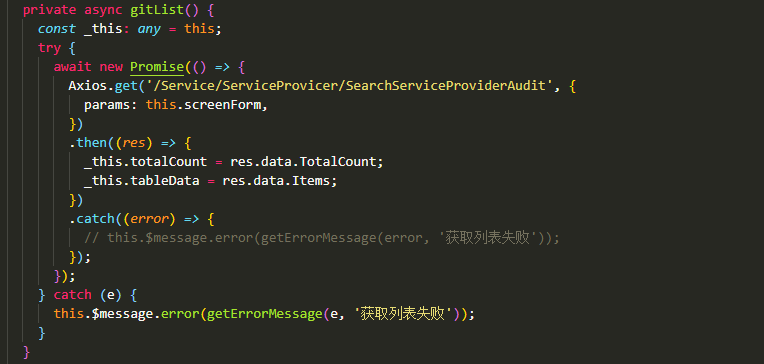 private async gitList() {
const _this: any = this;
try {
await new Promise(() => {
Axios.get('/Service/ServiceProvicer/SearchServiceProviderAudit', {
params: this.screenForm,
})
.then((res) => {
_this.totalCount = res.data.TotalCount;
_this.tableData = res.data.Items;
})
.catch((error) => {
// this.$message.error(getErrorMessage(error, '获取列表失败'));
});
});
} catch (e) {
this.$message.error(getErrorMessage(e, '获取列表失败'));
}
}